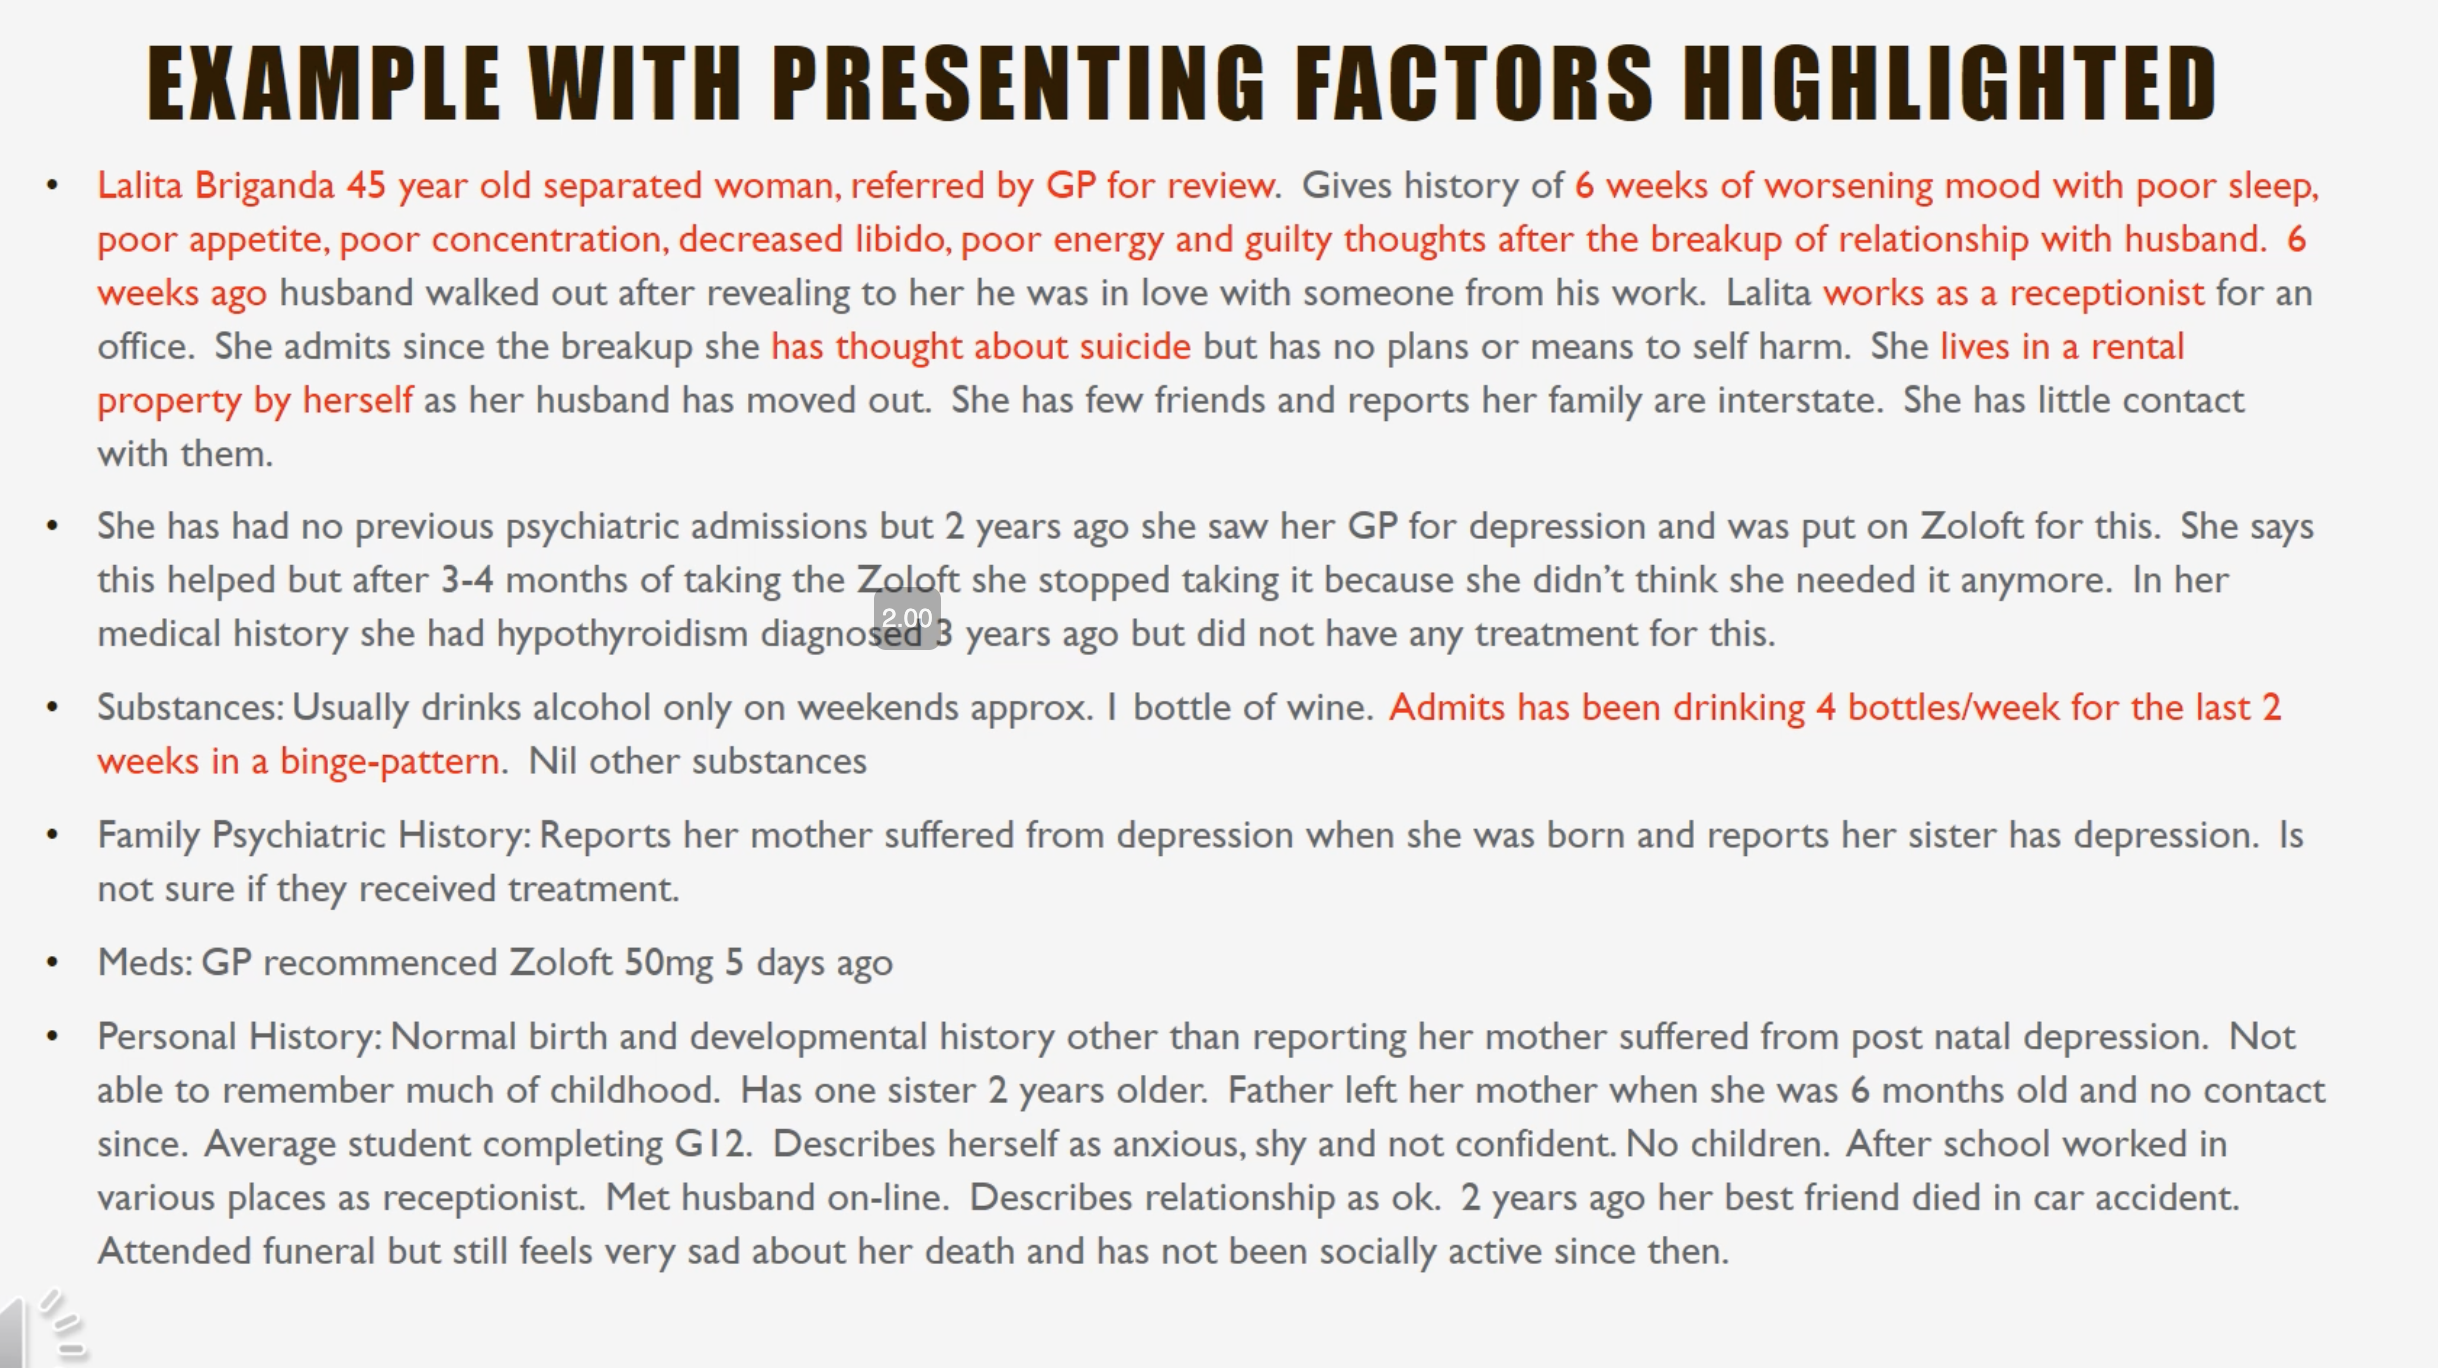 EXAMPLE WITH PRESENTING FACTORS HIGHLIGHTED
• Lalita Briganda 45 year old separated woman, referred by GP for review. Gives history of 6 weeks of worsening mood with poor sleep,
poor appetite, poor concentration, decreased libido, poor energy and guilty thoughts after the breakup of relationship with husband. 6
weeks ago husband walked out after revealing to her he was in love with someone from his work. Lalita works as a receptionist for an
office. She admits since the breakup she has thought about suicide but has no plans or means to self harm. She lives in a rental
property by herself as her husband has moved out. She has few friends and reports her family are interstate. She has little contact
with them.
• She has had no previous psychiatric admissions but 2 years ago she saw her GP for depression and was put on Zoloft for this. She says
this helped but after 3-4 months of taking the Zoloft she stopped taking it because she didn't think she needed it anymore. In her
2.00
medical history she had hypothyroidism diagnosed 3 years ago but did not have any treatment for this.
• Substances: Usually drinks alcohol only on weekends approx. 1 bottle of wine. Admits has been drinking 4 bottles/week for the last 2
weeks in a binge-pattern. Nil other substances
• Family Psychiatric History: Reports her mother suffered from depression when she was born and reports her sister has depression. Is
not sure if they received treatment.
• Meds: GP recommenced Zoloft 50mg 5 days ago
• Personal History: Normal birth and developmental history other than reporting her mother suffered from post natal depression. Not
able to remember much of childhood. Has one sister 2 years older. Father left her mother when she was 6 months old and no contact
since. Average student completing G12. Describes herself as anxious, shy and not confident. No children. After school worked in
various places as receptionist. Met husband on-line. Describes relationship as ok. 2 years ago her best friend died in car accident.
Attended funeral but still feels very sad about her death and has not been socially active since then.